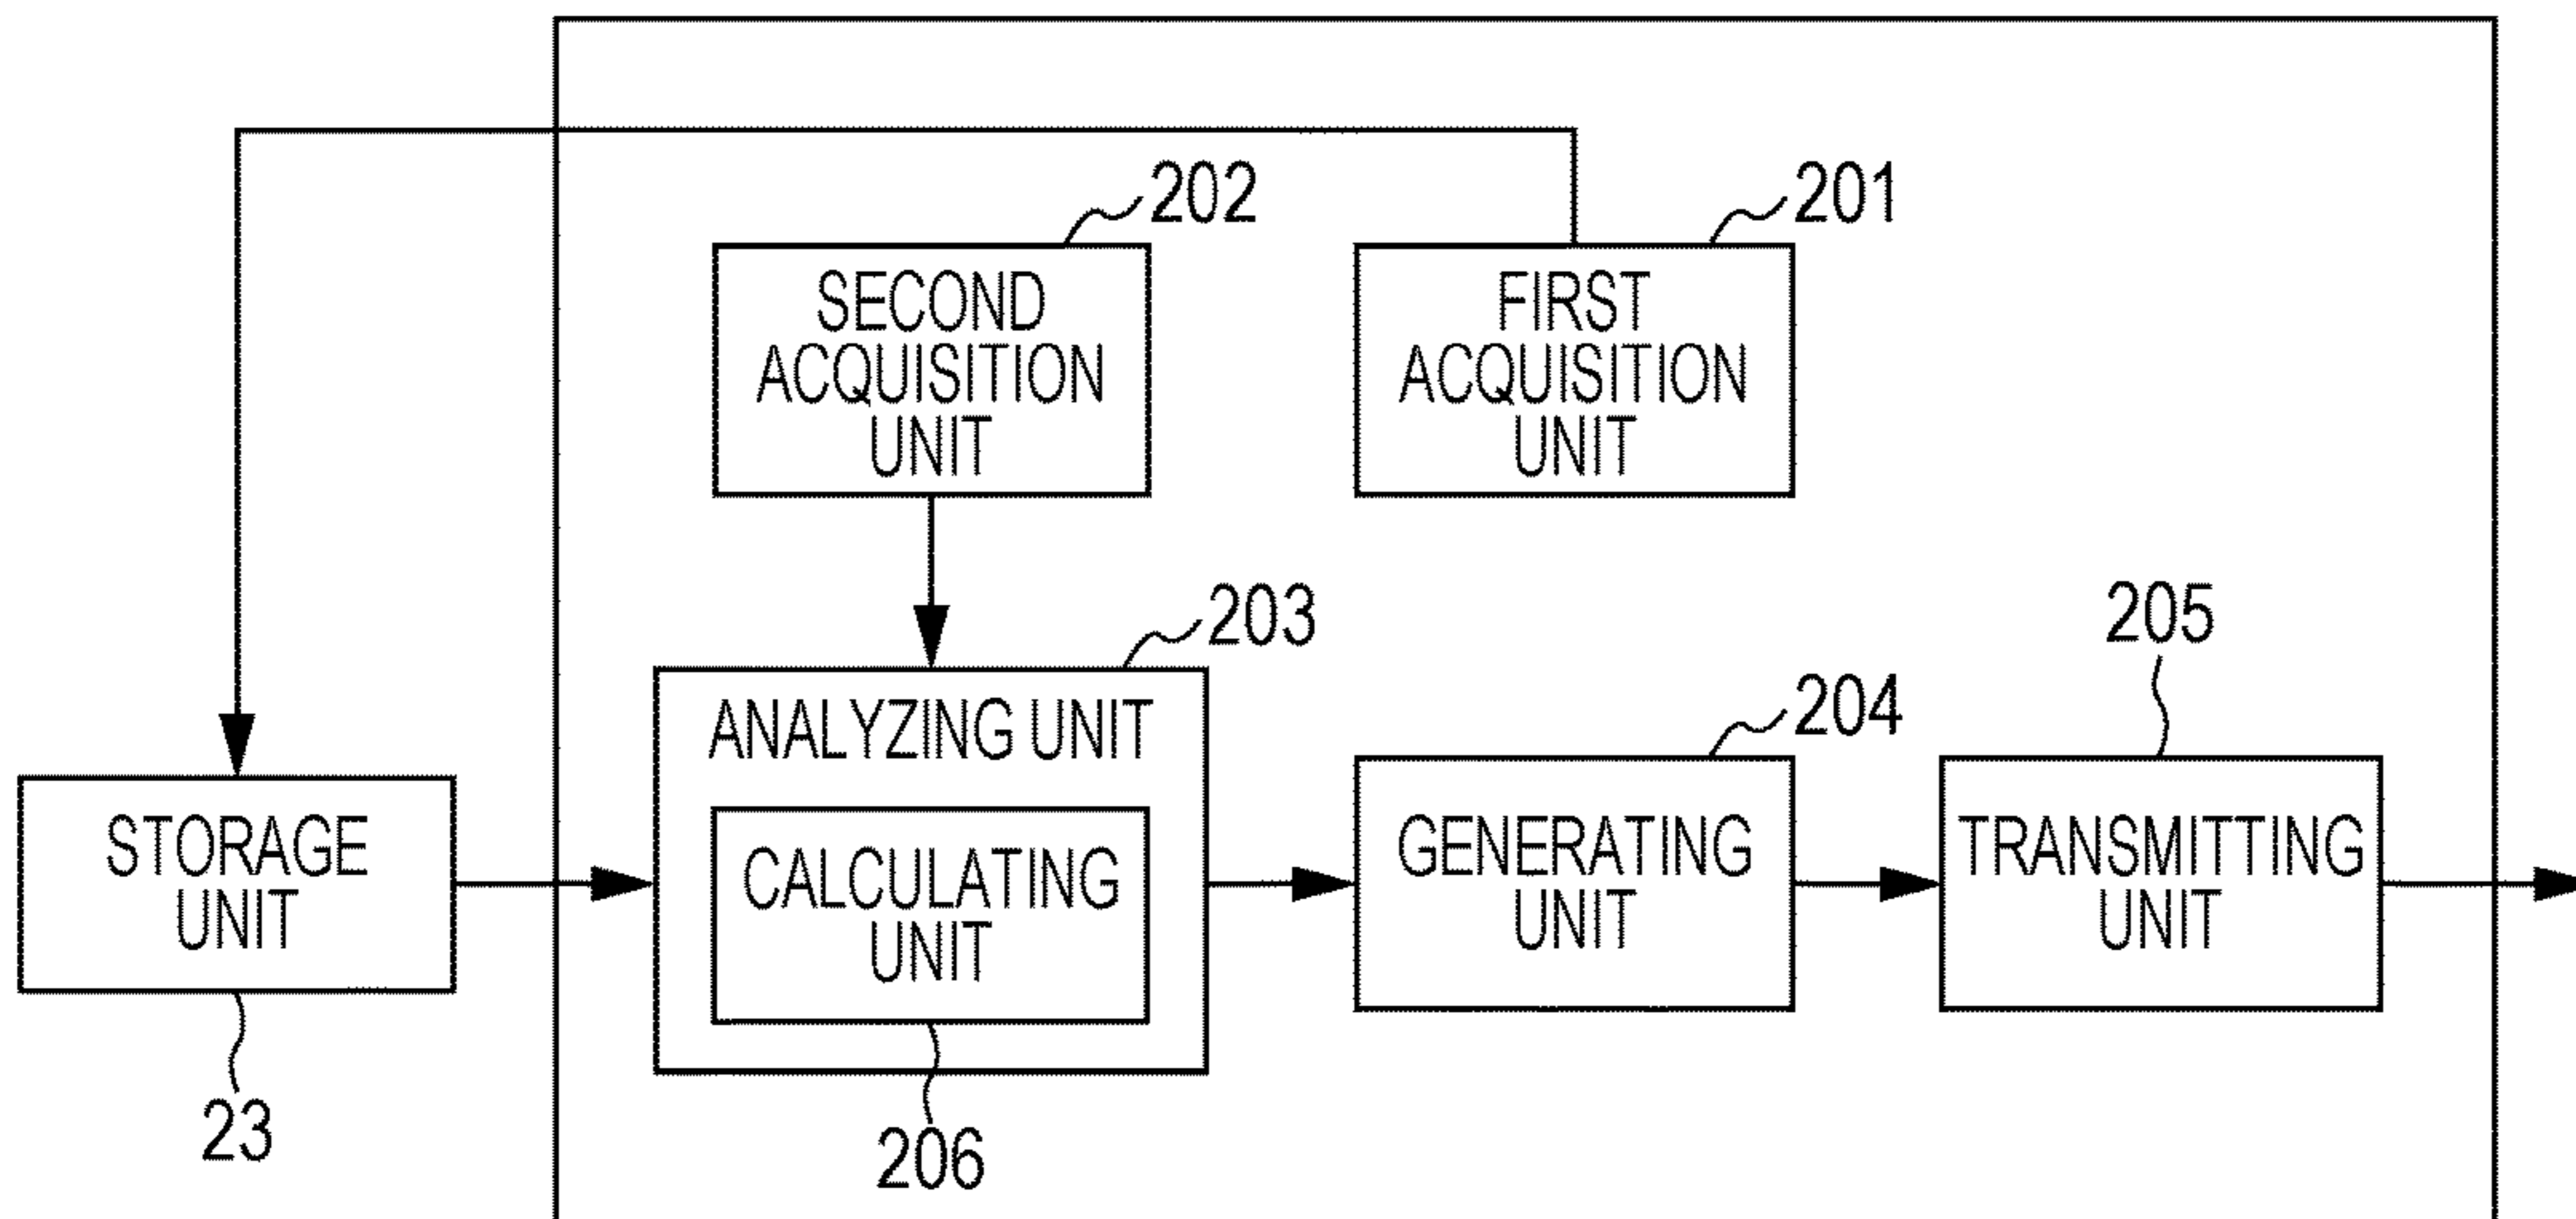 202
201
SECOND
ACQUISITION
UNIT
FIRST
ACQUISITION
UNIT
203
205
204
ANALYZING UNIT
STORAGE
UNIT
CALCULATING
UNIT
GENERATING
UNIT
TRANSMITTING
UNIT
23
206